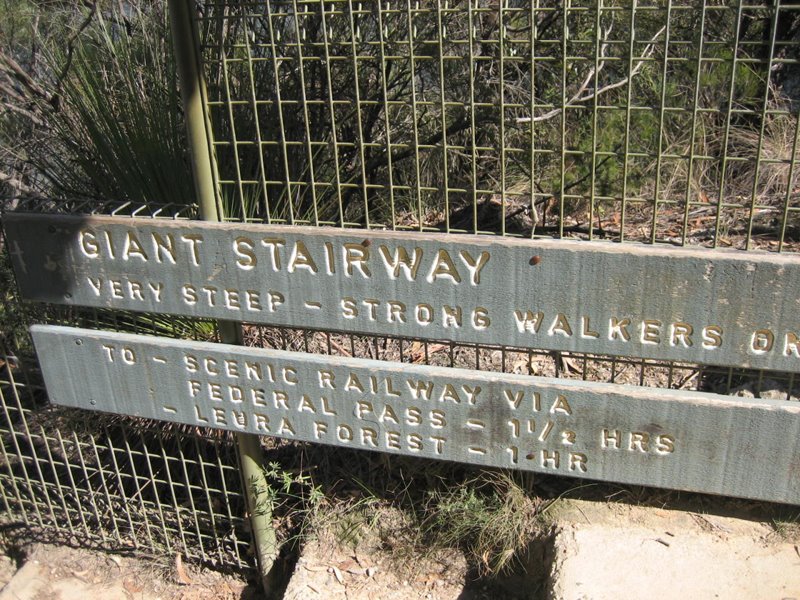 GIANT STAIRWAY
VERY STEEP - STRONG WALKERS
TO - SCENIC RAILWAY VIA
FEDERAL PASS - 1 1/2 HRS
- LEURA FOREST - 1 HR